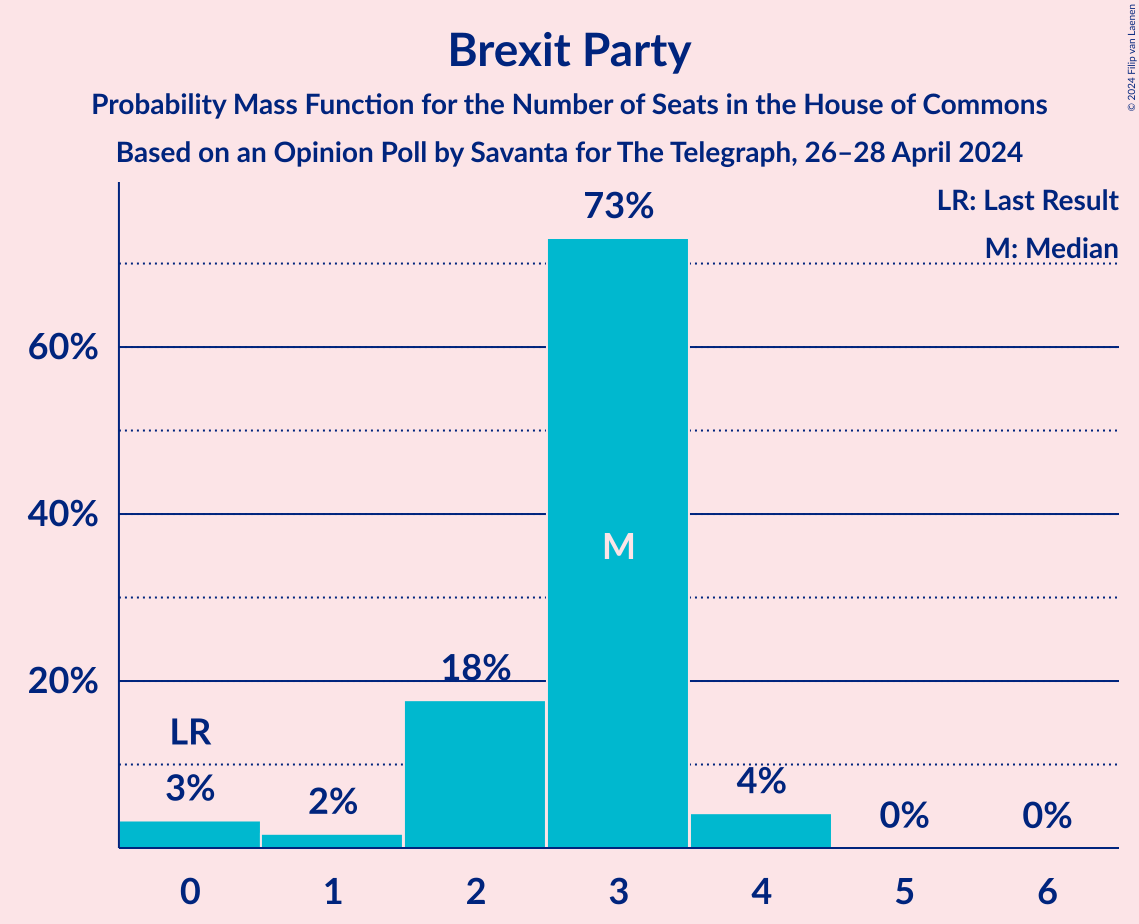 Brexit Party
Probability Mass Function for the Number of Seats in the House of Commons
Based on an Opinion Poll by Savanta for The Telegraph, 26–28 April 2024
© 2024 Filip van Laenen
LR: Last Result
M: Median
73%
60%
40%
M
20%
18%
LR
3%
2%
4%
0%
0%
0
1
2
3
4
5
6